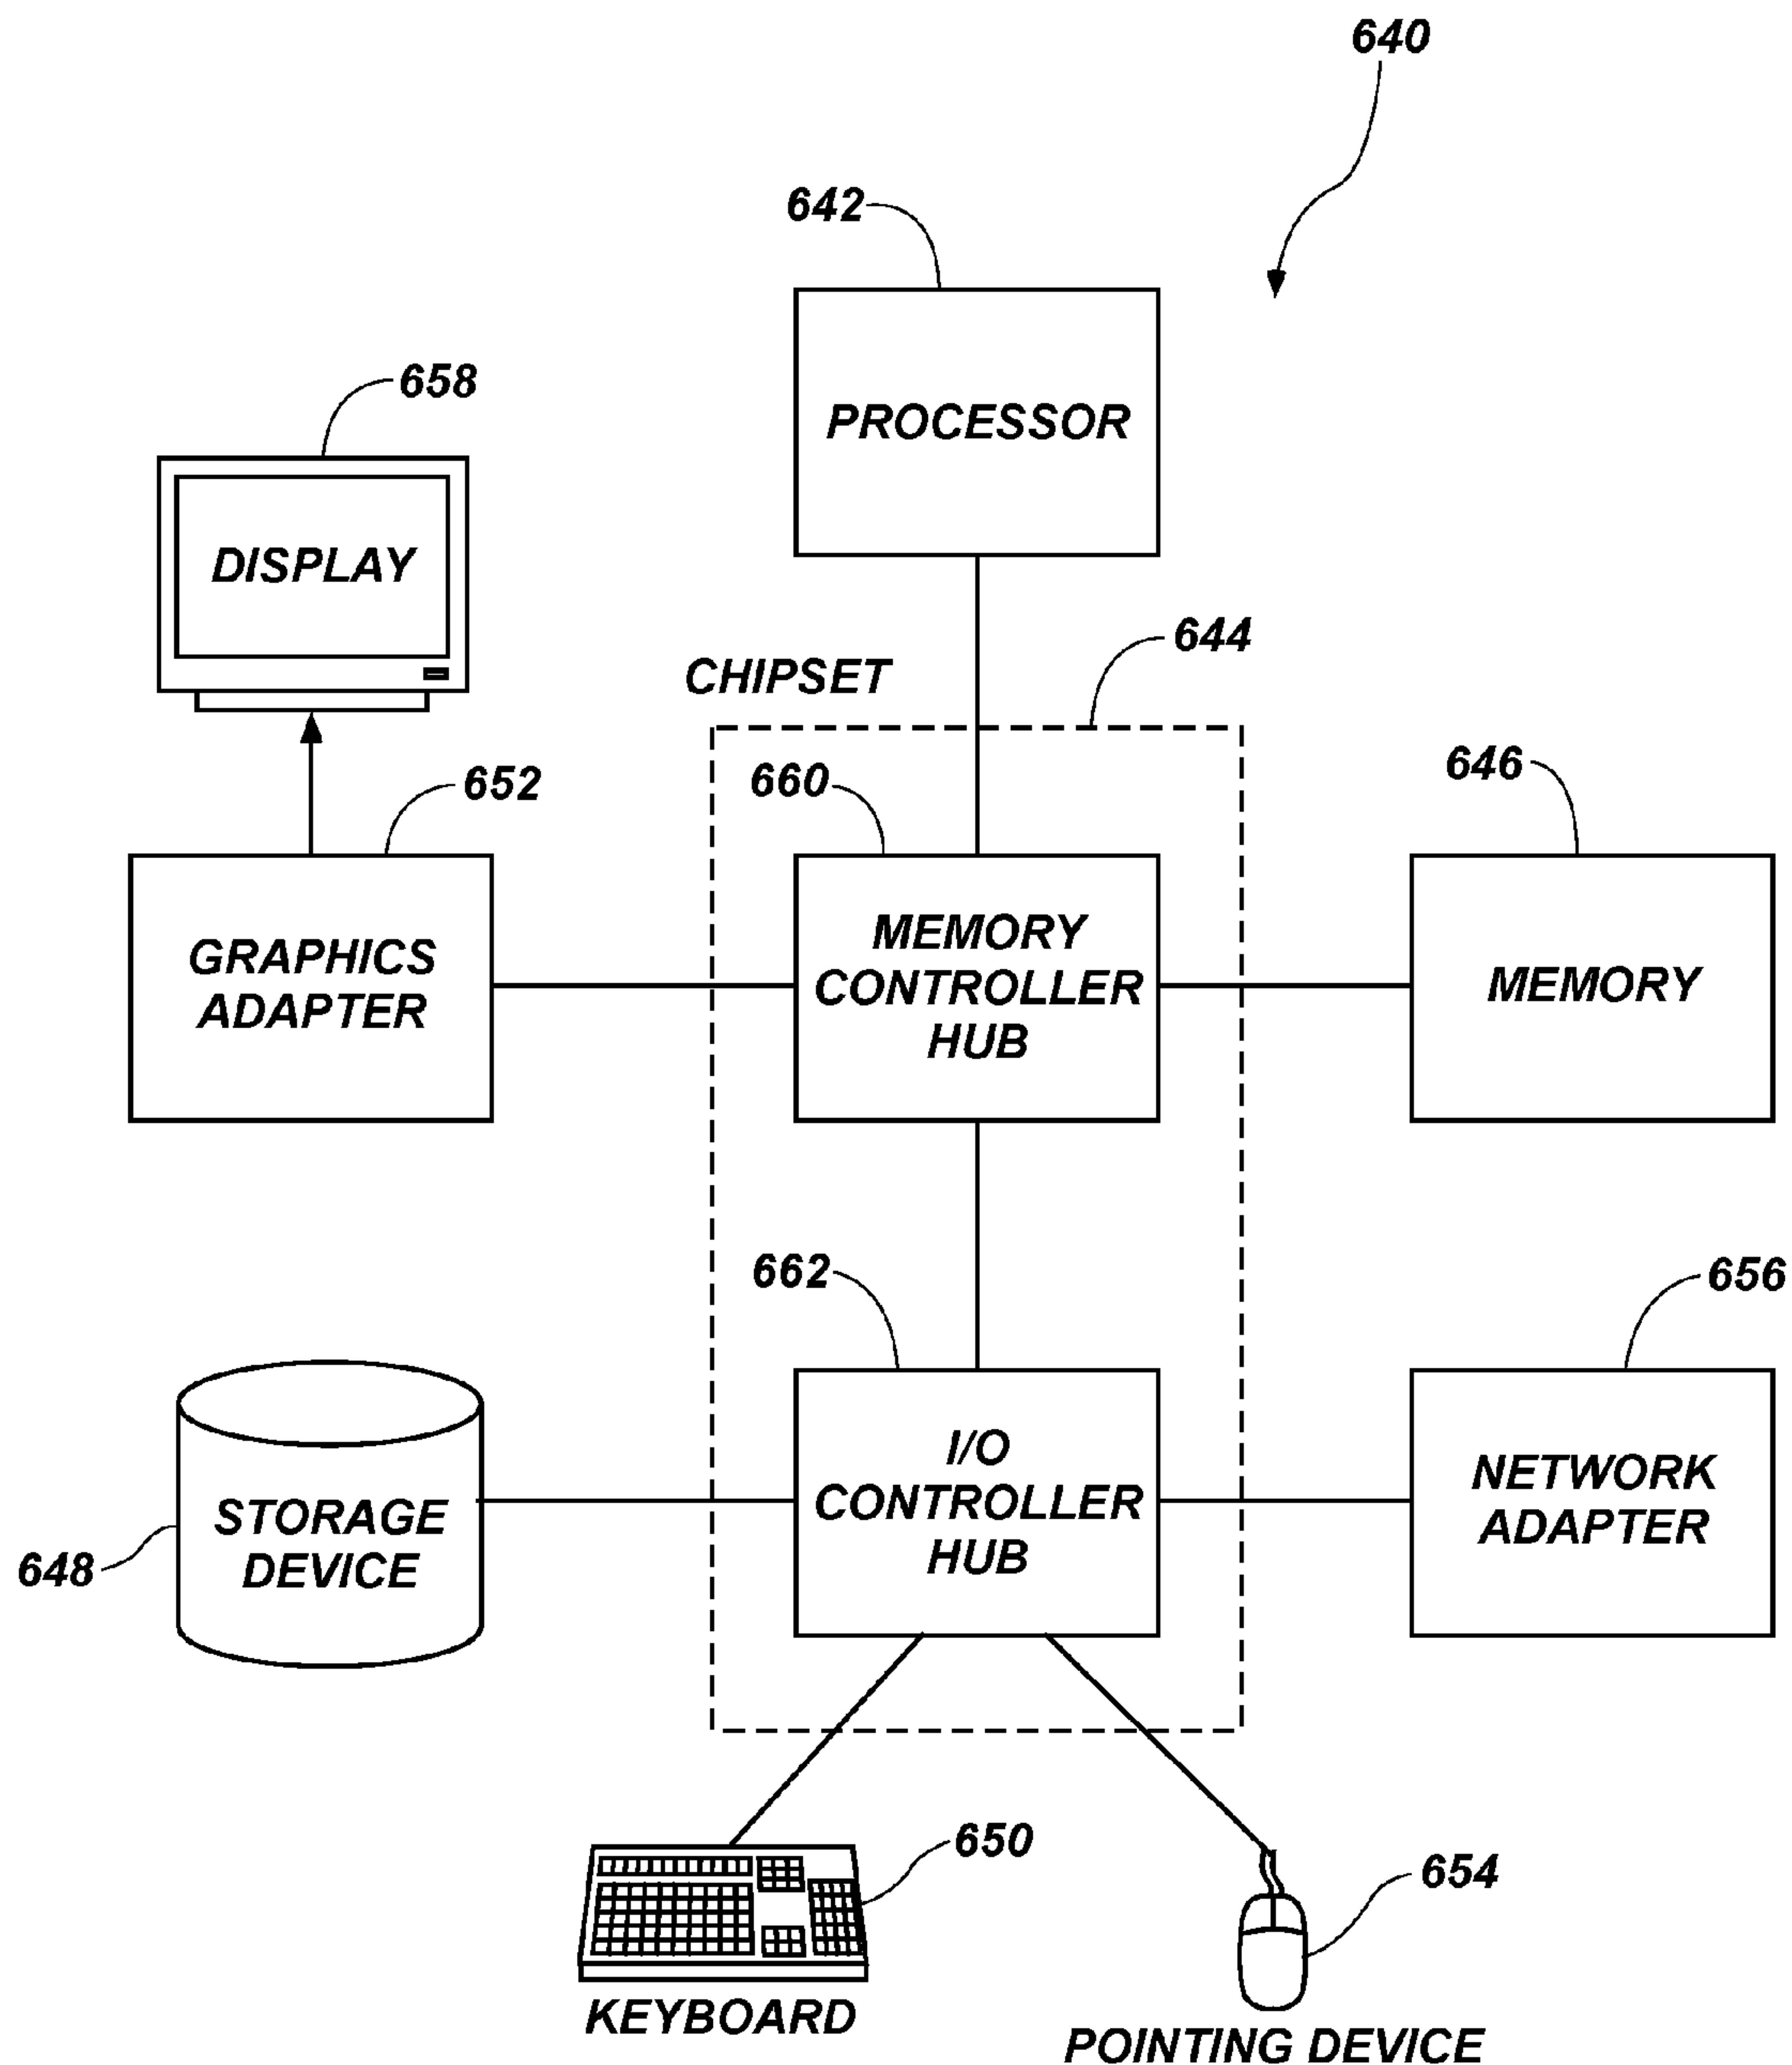 640
642
PROCESSOR
658
DISPLAY
644
CHIPSET
652
660
646
GRAPHICS
ADAPTER
MEMORY
CONTROLLER
HUB
MEMORY
662
656
648
STORAGE
DEVICE
I/O
CONTROLLER
HUB
NETWORK
ADAPTER
650
KEYBOARD
654
POINTING DEVICE